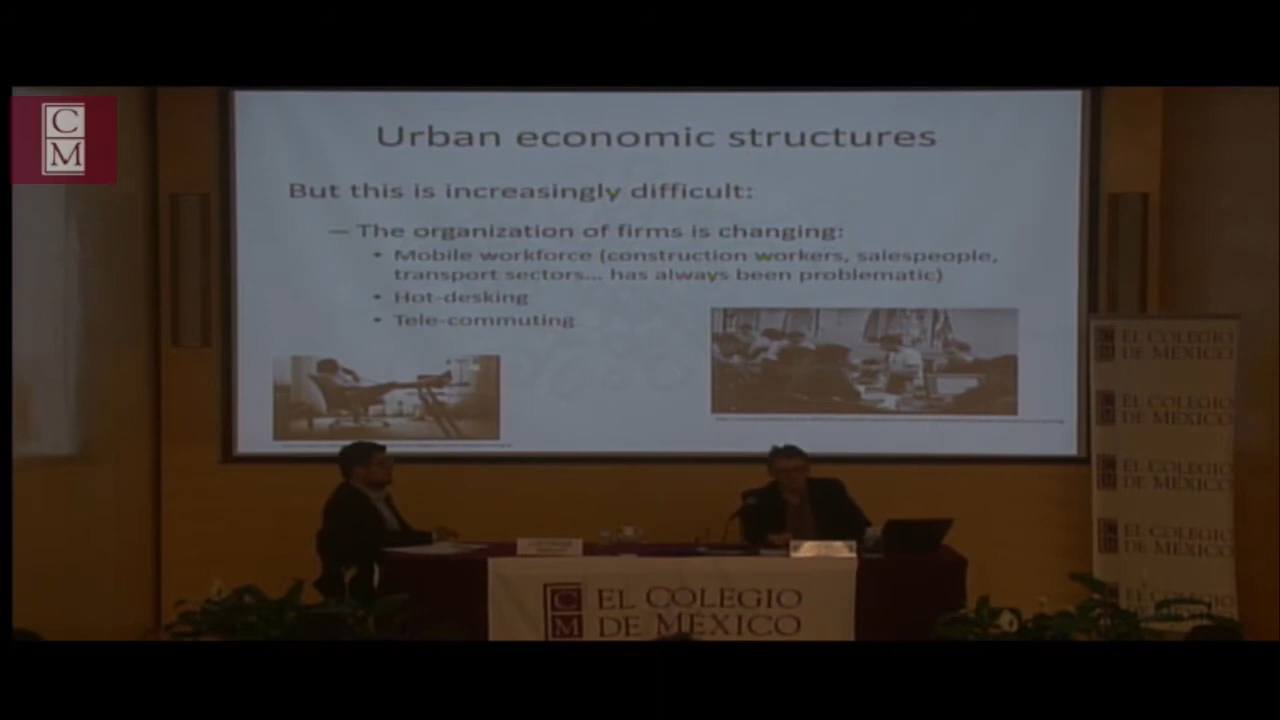 C
M
Urban economic structures
But this is increasingly difficult:
— The organization of firms is changing:
• Mobile workforce (construction workers, salespeople,
transport sectors... has always been problematic)
• Hot-desking
• Tele-commuting
EL COLEGIO
DE MÉXICO
EL COLEGIO
DE MÉXICO
EL COLEGIO
DE MÉXICO
EL COLEGIO
DE MÉXICO
EL COLEGIO
C
M
EL COLEGIO
DE MÉXICO